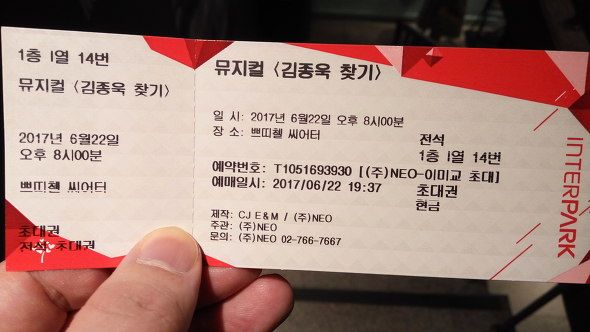 1층 I열 14번
뮤지컬 〈김종욱 찾기〉
2017년 6월22일
오후 8시00분
쁘띠첼 씨어터
초대권
전석 초대권
뮤지컬 〈김종욱 찾기〉
일 시: 2017년 6월22일 오후 8시00분
장 소: 쁘띠첼 씨어터
전석
1층 I열 14번
예약번호: T1051693930 [(주)NEO-이미교 초대]
예매일시: 2017/06/22 19:37
초대권
현금
제작: CJ E&M / (주)NEO
주관: (주)NEO
문의: (주)NEO 02-766-7667
INTERPARK